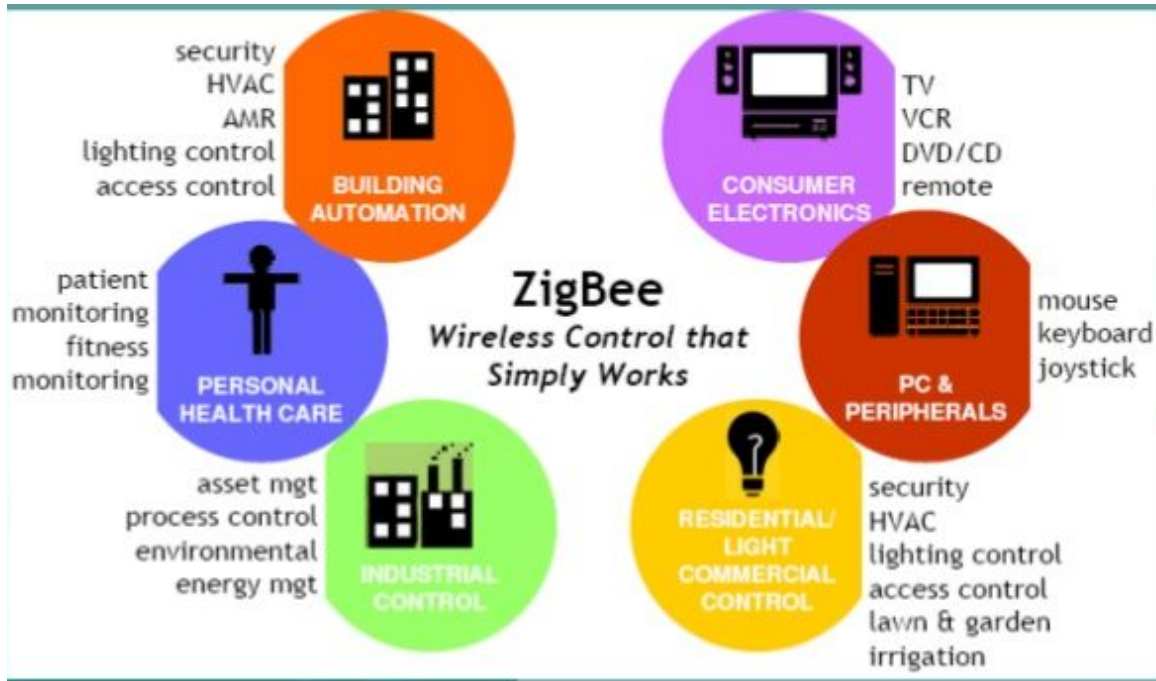 security
HVAC
AMR
lighting control
access control
BUILDING
AUTOMATION
TV
VCR
DVD/CD
remote
CONSUMER
ELECTRONICS
patient
monitoring
fitness
monitoring
PERSONAL
HEALTH CARE
ZigBee
Wireless Control that
Simply Works
mouse
keyboard
joystick
PC &
PERIPHERALS
asset mgt
process control
environmental
energy mgt
INDUSTRIAL
CONTROL
?
RESIDENTIAL/
LIGHT
COMMERCIAL
CONTROL
security
HVAC
lighting control
access control
lawn & garden
irrigation